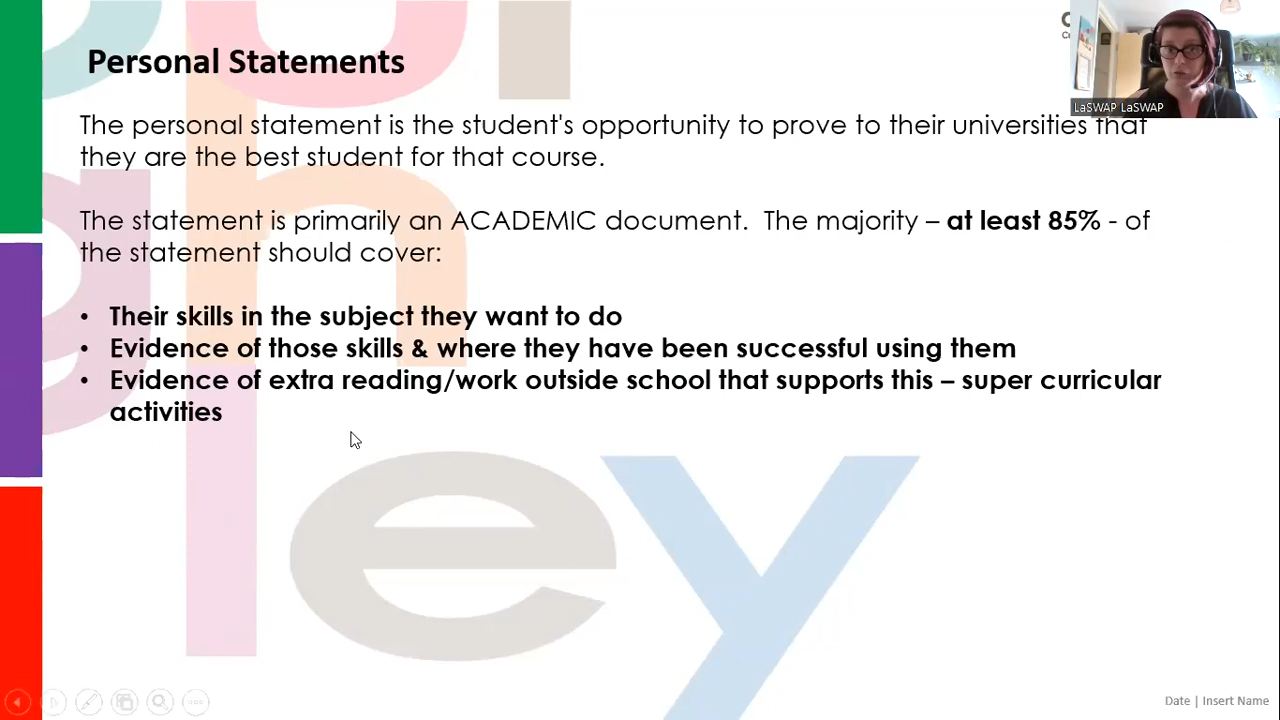 Personal Statements
LaSWAP LaSWAP
The personal statement is the student's opportunity to prove to their universities that
they are the best student for that course.
The statement is primarily an ACADEMIC document. The majority – at least 85% - of
the statement should cover:
• Their skills in the subject they want to do
• Evidence of those skills & where they have been successful using them
• Evidence of extra reading/work outside school that supports this – super curricular
activities
ley
Date | Insert Name